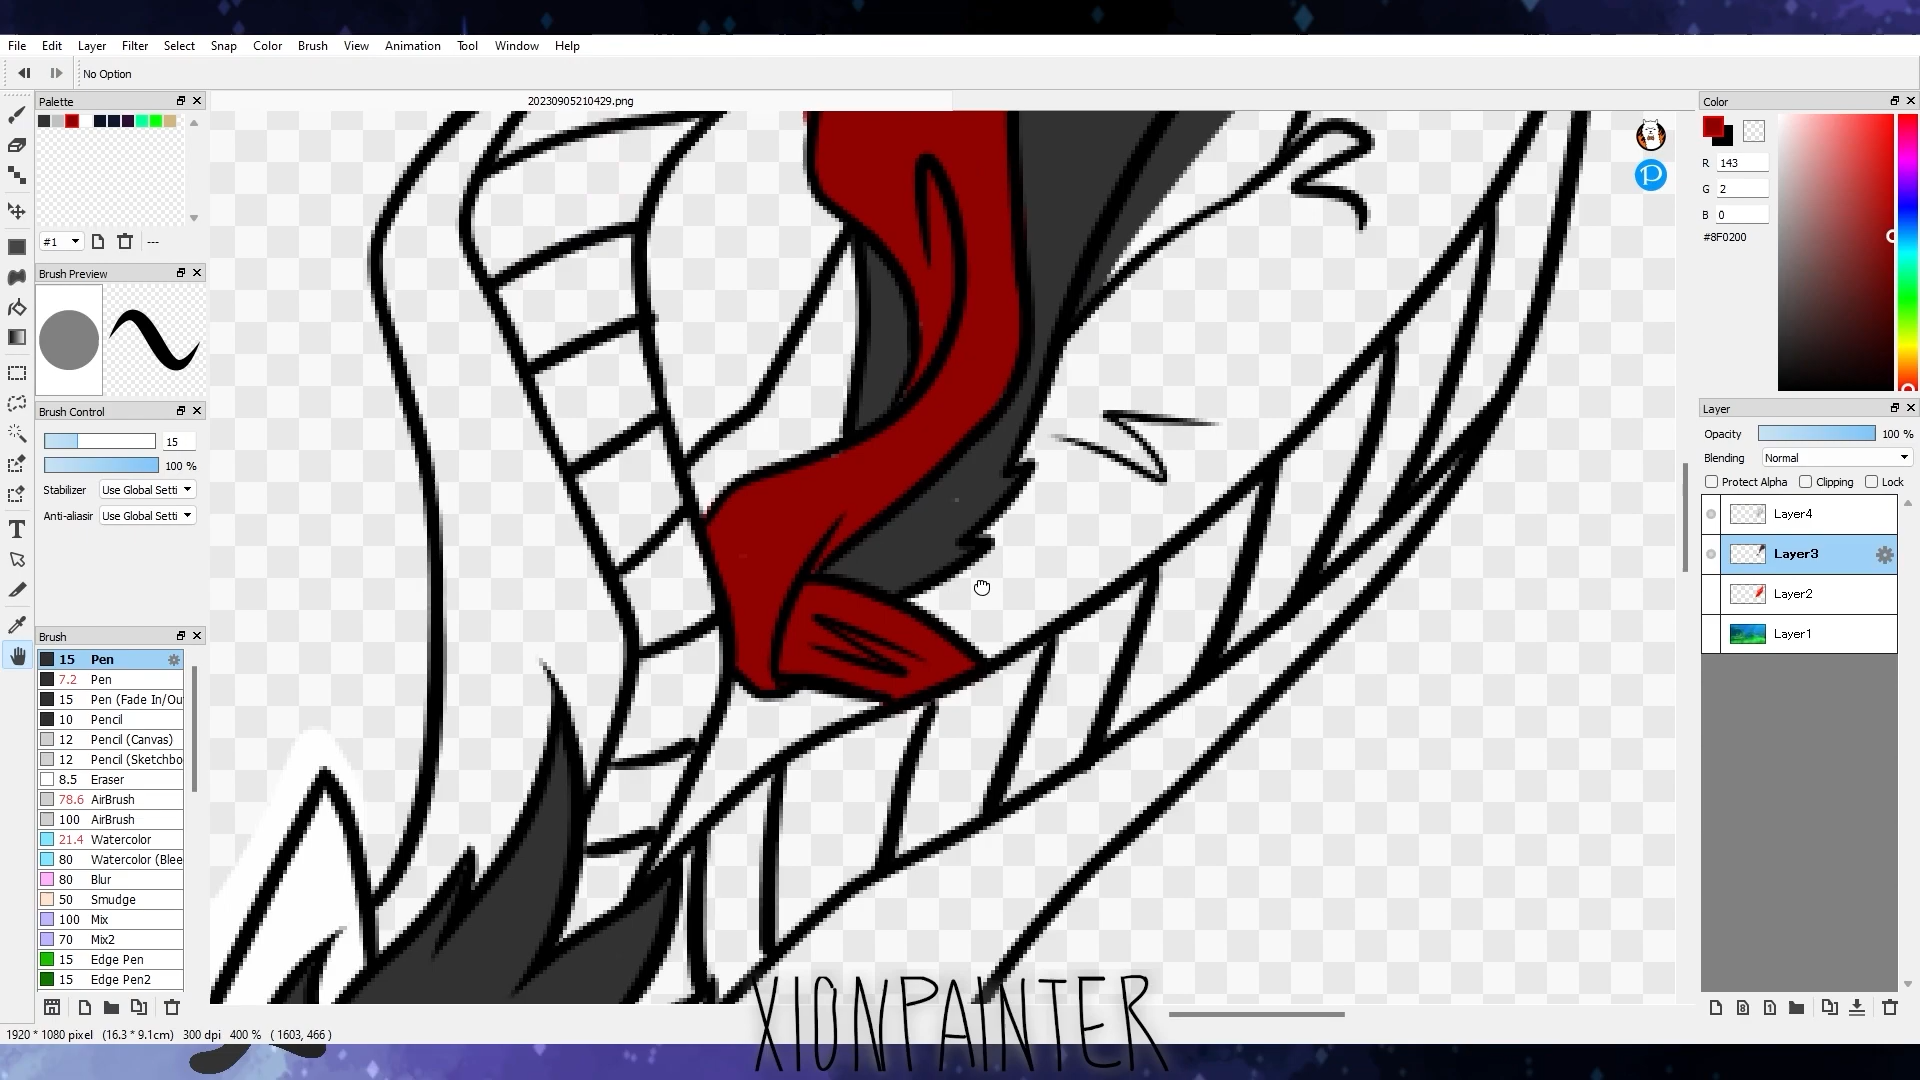 File Edit Layer Filter Select Snap Color Brush View Animation Tool Window Help
No Option
Palette
20230905210429.png
Color
R 143
G 2
B 0
#8F0200
#1
---
Brush Preview
Brush Control
15
100 %
Stabilizer Use Global Setti
Anti-aliasir Use Global Setti
Brush
15 Pen
7.2 Pen
15 Pen (Fade In/Ou
10 Pencil
12 Pencil (Canvas)
12 Pencil (Sketchbo
8.5 Eraser
78.6 AirBrush
100 AirBrush
21.4 Watercolor
80 Watercolor (Blee
80 Blur
50 Smudge
100 Mix
70 Mix2
15 Edge Pen
15 Edge Pen2
Layer
Opacity 100 %
Blending Normal
Protect Alpha Clipping Lock
Layer4
Layer3
Layer2
Layer1
XIONPAINTER
1920 * 1080 pixel (16.3 * 9.1cm) 300 dpi 400 % ( 1603, 466 )